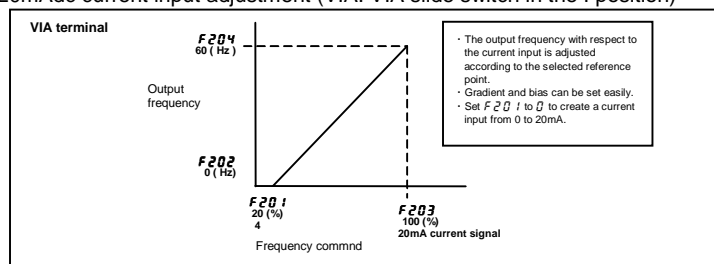 20mAdc current input adjustment (VIA: VIA slide switch in the I position)
VIA terminal
F204
60 ( Hz )
Output
frequency
F202
0 ( Hz)
F201
20 (%)
4
F203
100 (%)
20mA current signal
Frequency commnd
・The output frequency with respect to
the current input is adjusted
according to the selected reference
point.
・Gradient and bias can be set easily.
・Set F201 to 0 to create a current
input from 0 to 20mA.